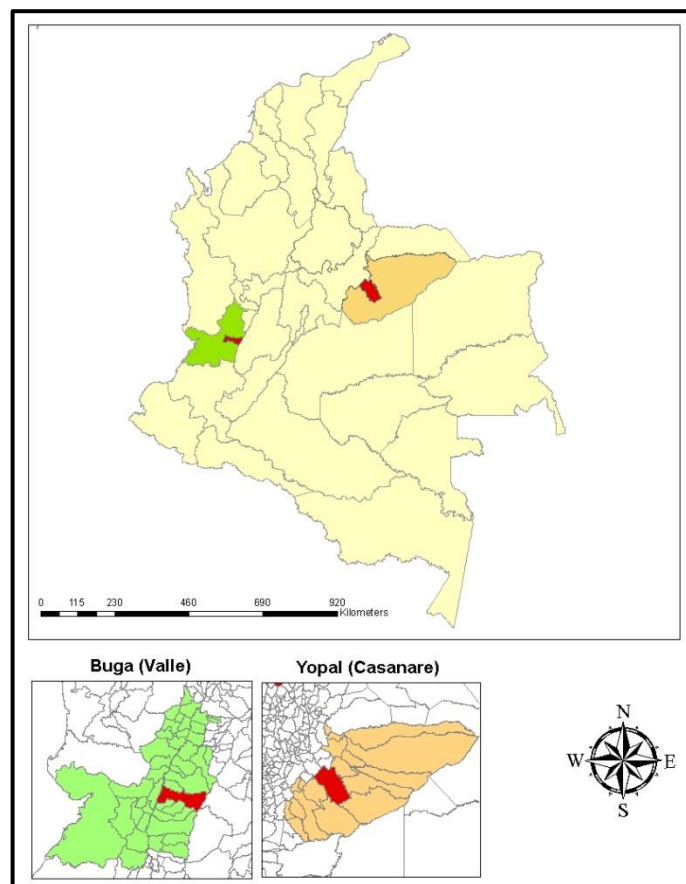 0 115 230 460 690 920
Kilometers
Buga (Valle)
Yopal (Casanare)
N
W E
S